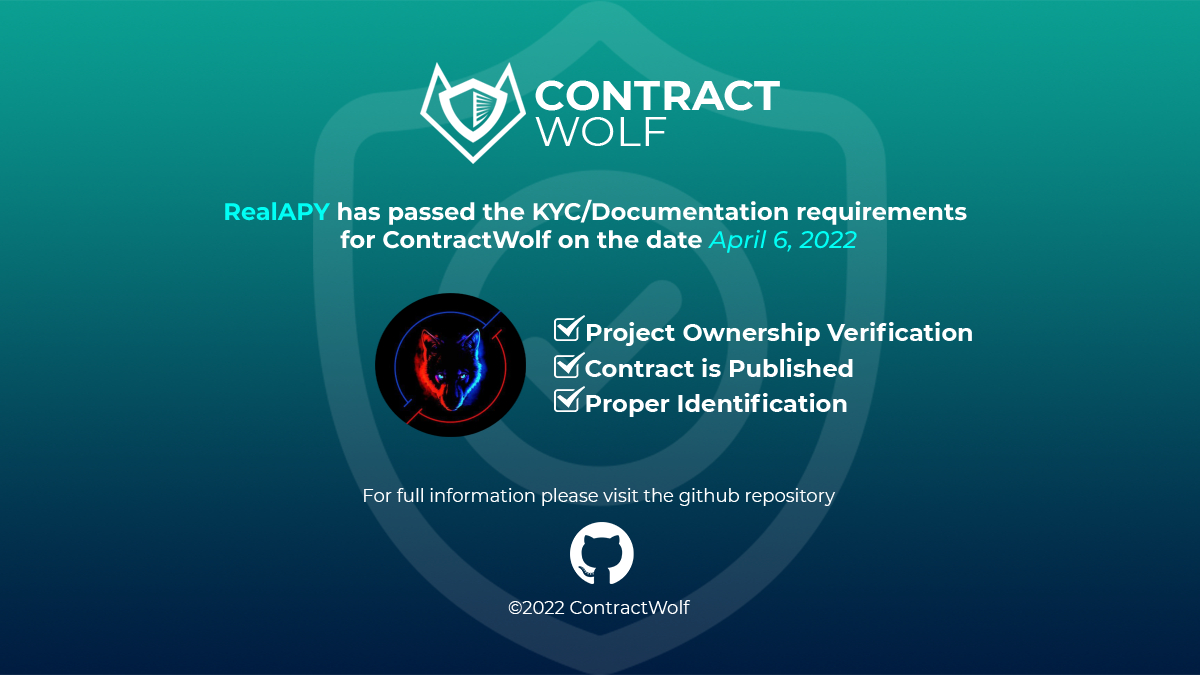 CONTRACT
WOLF
RealAPY has passed the KYC/Documentation requirements
for ContractWolf on the date April 6, 2022
Project Ownership Verification
Contract is Published
Proper Identification
For full information please visit the github repository
©2022 ContractWolf